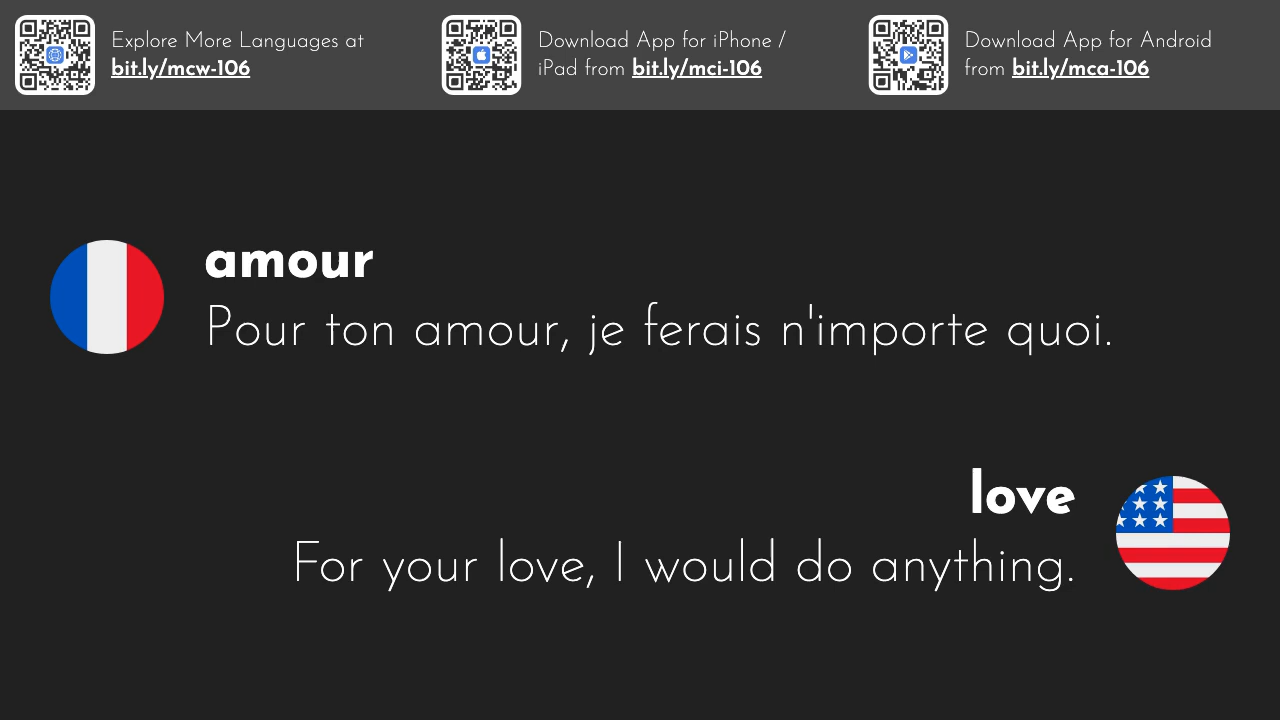 Explore More Languages at
bit.ly/mcw-106
Download App for iPhone /
iPad from bit.ly/mci-106
Download App for Android
from bit.ly/mca-106
amour
Pour ton amour, je ferais n'importe quoi.
love
For your love, I would do anything.